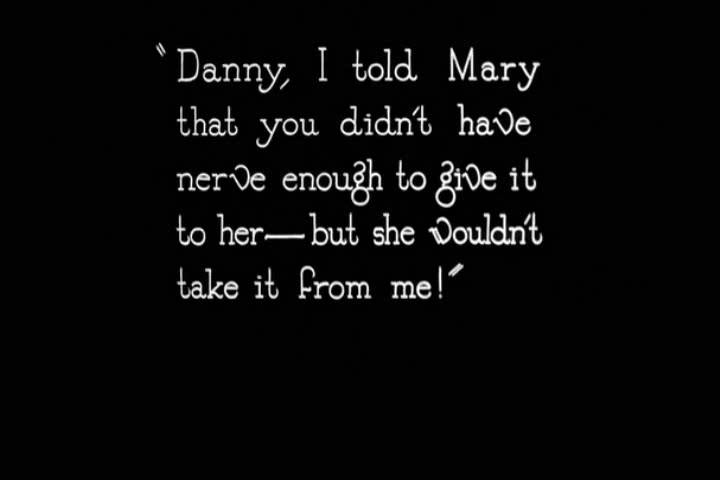 "Danny, I told Mary
that you didn't have
nerve enough to give it
to her—but she wouldn't
take it from me!"